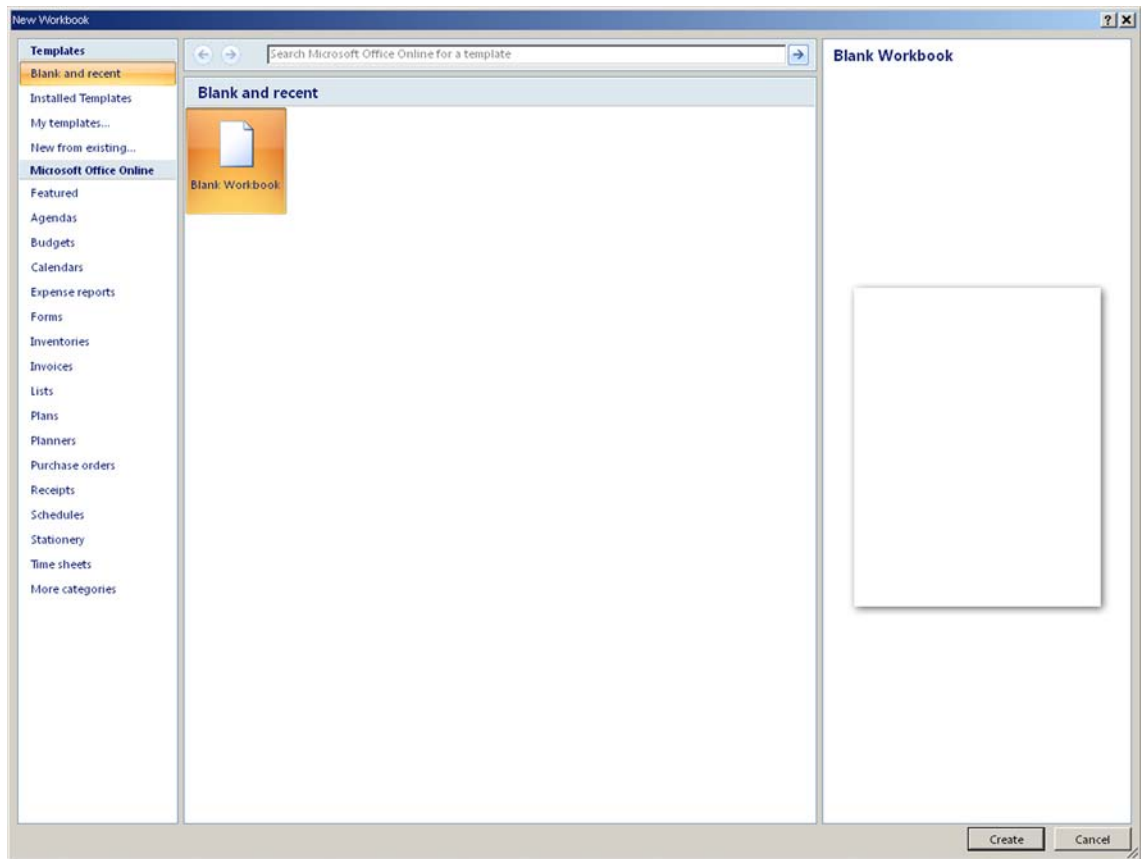 New Workbook
Templates
Blank and recent
Installed Templates
My templates...
New from existing...
Microsoft Office Online
Featured
Agendas
Budgets
Calendars
Expense reports
Forms
Inventories
Invoices
Lists
Plans
Planners
Purchase orders
Receipts
Schedules
Stationery
Time sheets
More categories
Search Microsoft Office Online for a template
Blank and recent
Blank Workbook
Blank Workbook
Create
Cancel